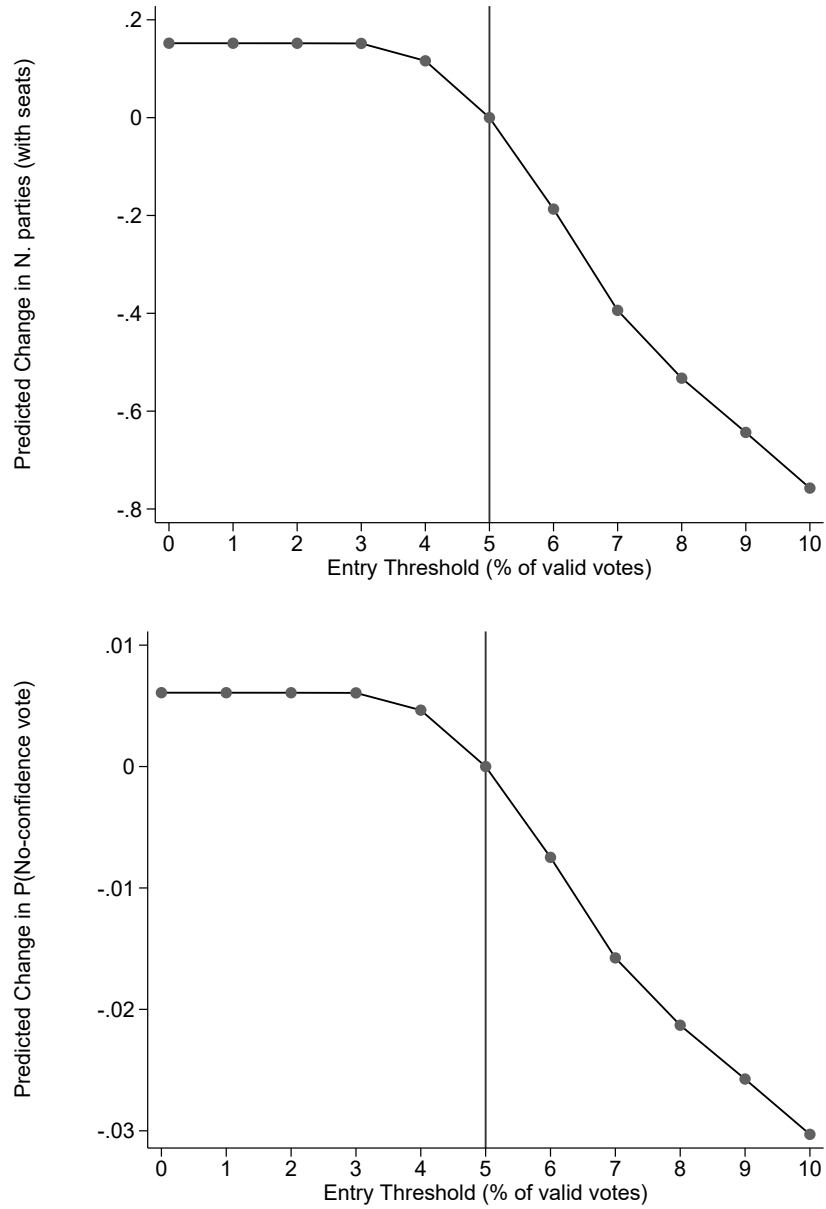 Predicted Change in N. parties (with seats)
.2
0
-.2
-.4
-.6
-.8
0 1 2 3 4 5 6 7 8 9 10
Entry Threshold (% of valid votes)
Predicted Change in P(No-confidence vote)
.01
0
-.01
-.02
-.03
0 1 2 3 4 5 6 7 8 9 10
Entry Threshold (% of valid votes)